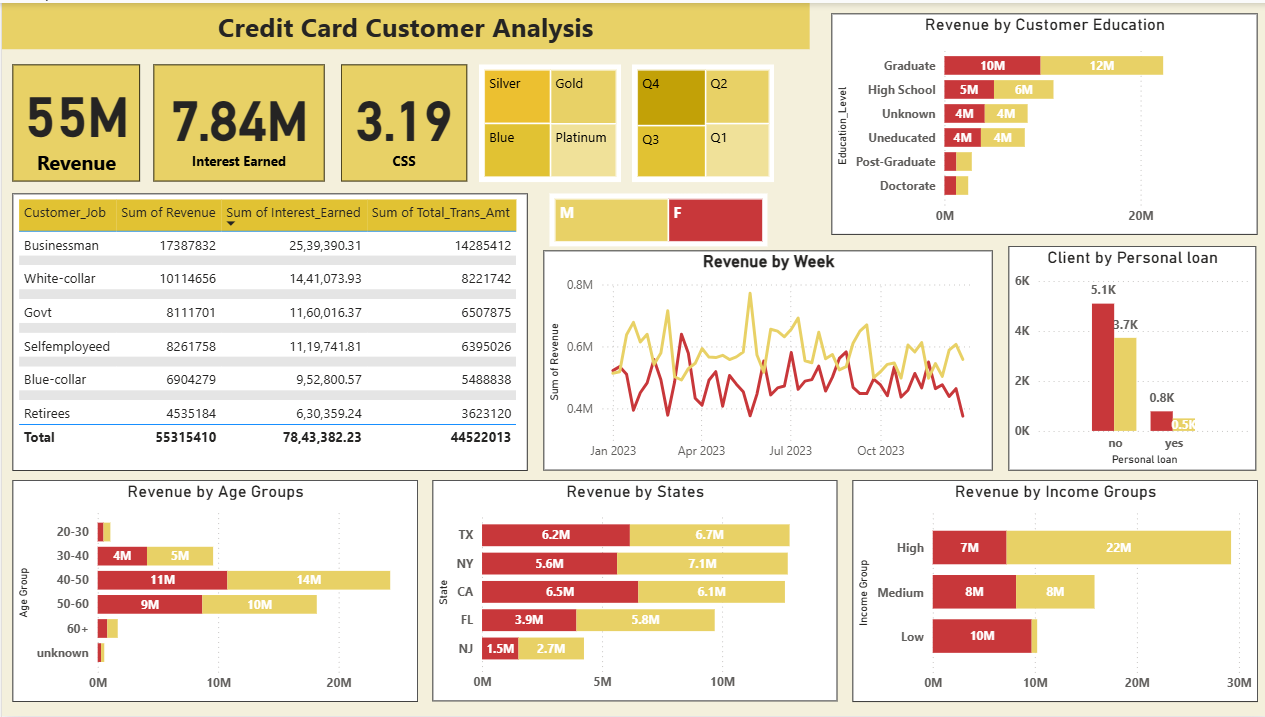 Credit Card Customer Analysis
55M
Revenue
7.84M
Interest Earned
3.19
CSS
Silver Gold
Blue Platinum
Q4 Q2
Q3 Q1
M F
Revenue by Customer Education
Education_Level
Graduate 10M 12M
High School 5M 6M
Unknown 4M 4M
Uneducated 4M 4M
Post-Graduate
Doctorate
0M 20M
Customer_Job Sum of Revenue Sum of Interest_Earned Sum of Total_Trans_Amt
Businessman 17387832 25,39,390.31 14285412
White-collar 10114656 14,41,073.93 8221742
Govt 8111701 11,60,016.37 6507875
Selfemployeed 8261758 11,19,741.81 6395026
Blue-collar 6904279 9,52,800.57 5488838
Retirees 4535184 6,30,359.24 3623120
Total 55315410 78,43,382.23 44522013
Revenue by Week
Sum of Revenue
0.8M
0.6M
0.4M
Jan 2023 Apr 2023 Jul 2023 Oct 2023
Client by Personal loan
6K
4K
2K
0K
5.1K
3.7K
0.8K
0.5K
no yes
Personal loan
Revenue by Age Groups
Age Group
20-30
30-40 4M 5M
40-50 11M 14M
50-60 9M 10M
60+
unknown
0M 10M 20M
Revenue by States
State
TX 6.2M 6.7M
NY 5.6M 7.1M
CA 6.5M 6.1M
FL 3.9M 5.8M
NJ 1.5M 2.7M
0M 5M 10M
Revenue by Income Groups
Income Group
High 7M 22M
Medium 8M 8M
Low 10M
0M 10M 20M 30M